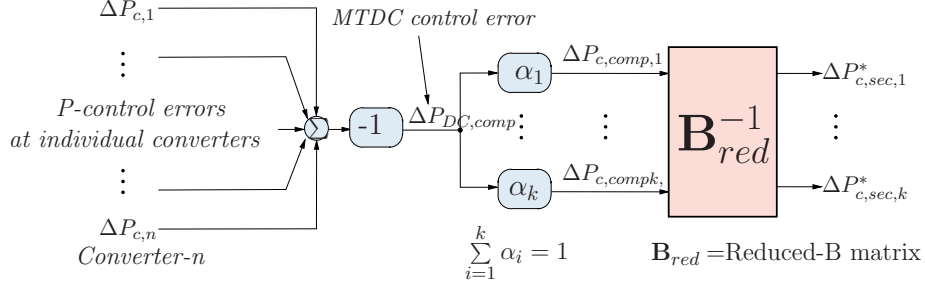 ΔP_{c,1}
MTDC control error
⋮
P-control errors
at individual converters
⋮
ΔP_{c,n}
Converter-n
Σ
-1
ΔP_{DC,comp}
α_1
⋮
α_k
\sum_{i=1}^{k} α_i = 1
ΔP_{c,comp,1}
⋮
ΔP_{c,compk,}
B_{red}^{-1}
ΔP^*_{c,sec,1}
⋮
ΔP^*_{c,sec,k}
B_{red} =Reduced-B matrix